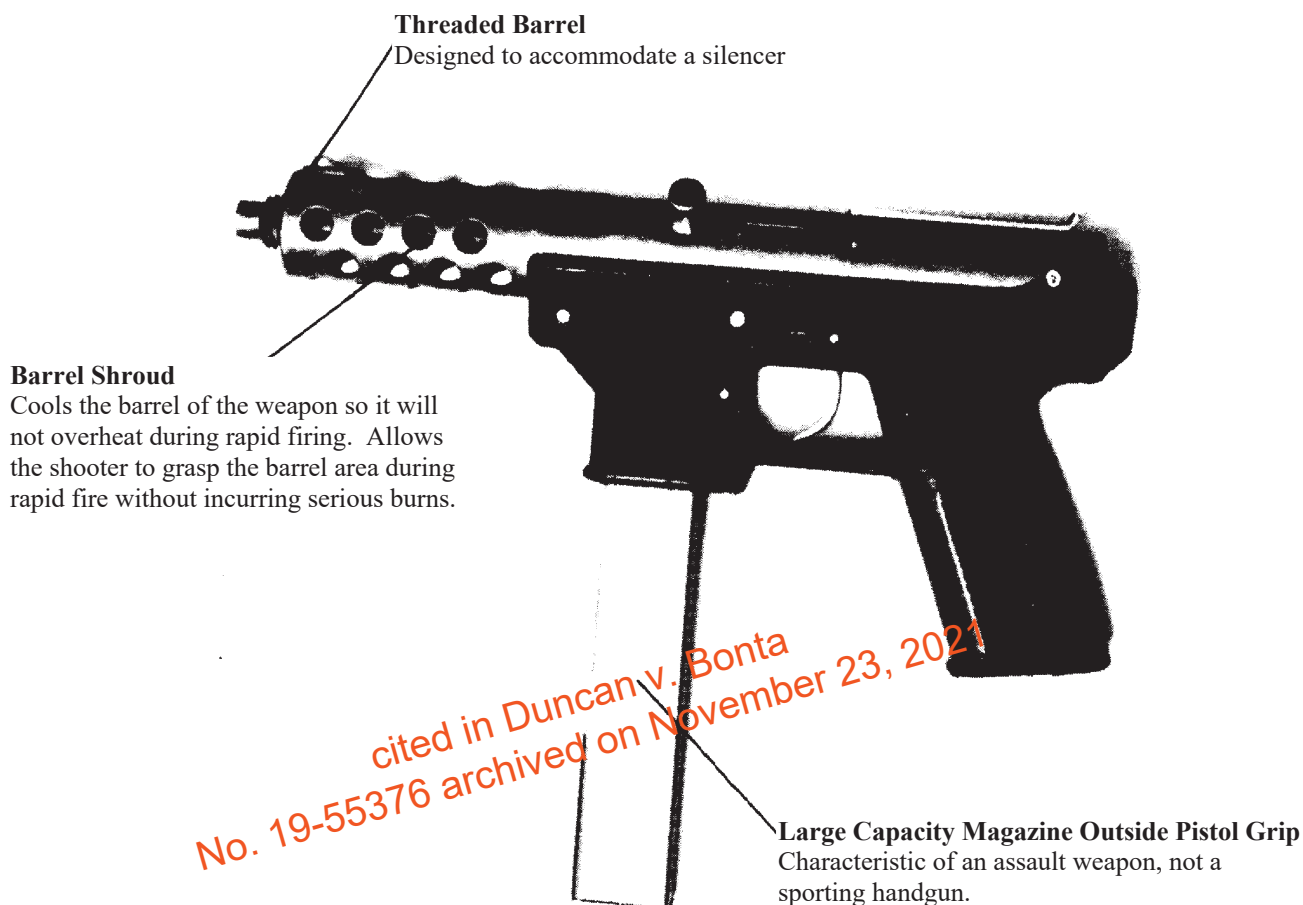 Threaded Barrel
Designed to accommodate a silencer
Barrel Shroud
Cools the barrel of the weapon so it will
not overheat during rapid firing.  Allows
the shooter to grasp the barrel area during
rapid fire without incurring serious burns.
cited in Duncan v. Bonta
No. 19-55376 archived on November 23, 2021
Large Capacity Magazine Outside Pistol Grip
Characteristic of an assault weapon, not a
sporting handgun.